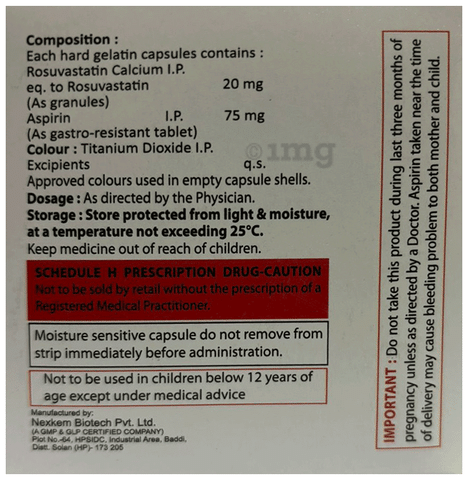 Composition :
Each hard gelatin capsules contains :
Rosuvastatin Calcium I.P.
eq. to Rosuvastatin 20 mg
(As granules)
Aspirin I.P. 75 mg
(As gastro-resistant tablet)
Colour : Titanium Dioxide I.P.
Excipients q.s.
Approved colours used in empty capsule shells.
Dosage : As directed by the Physician.
Storage : Store protected from light & moisture,
at a temperature not exceeding 25°C.
Keep medicine out of reach of children.
SCHEDULE H PRESCRIPTION DRUG-CAUTION
Not to be sold by retail without the prescription of a
Registered Medical Practitioner.
Moisture sensitive capsule do not remove from
strip immediately before administration.
Not to be used in children below 12 years of
age except under medical advice
Manufactured by:
Nexkem Biotech Pvt. Ltd.
(A GMP & GLP CERTIFIED COMPANY)
Plot No.-64, HPSIDC, Industrial Area, Baddi,
Distt. Solan (HP)- 173 205
IMPORTANT : Do not take this product during last three months of
pregnancy unless as directed by a Doctor. Aspirin taken near the time
of delivery may cause bleeding problem to both mother and child.
©1mg